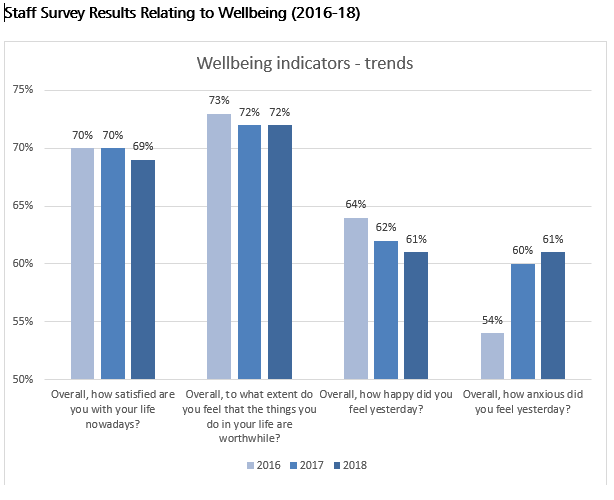 Staff Survey Results Relating to Wellbeing (2016-18)
Wellbeing indicators - trends
75%
70%
65%
60%
55%
50%
70%
70%
69%
73%
72%
72%
64%
62%
61%
54%
60%
61%
Overall, how satisfied are
you with your life
nowadays?
Overall, to what extent do
you feel that the things you
do in your life are
worthwhile?
Overall, how happy did you
feel yesterday?
Overall, how anxious did
you feel yesterday?
2016 2017 2018